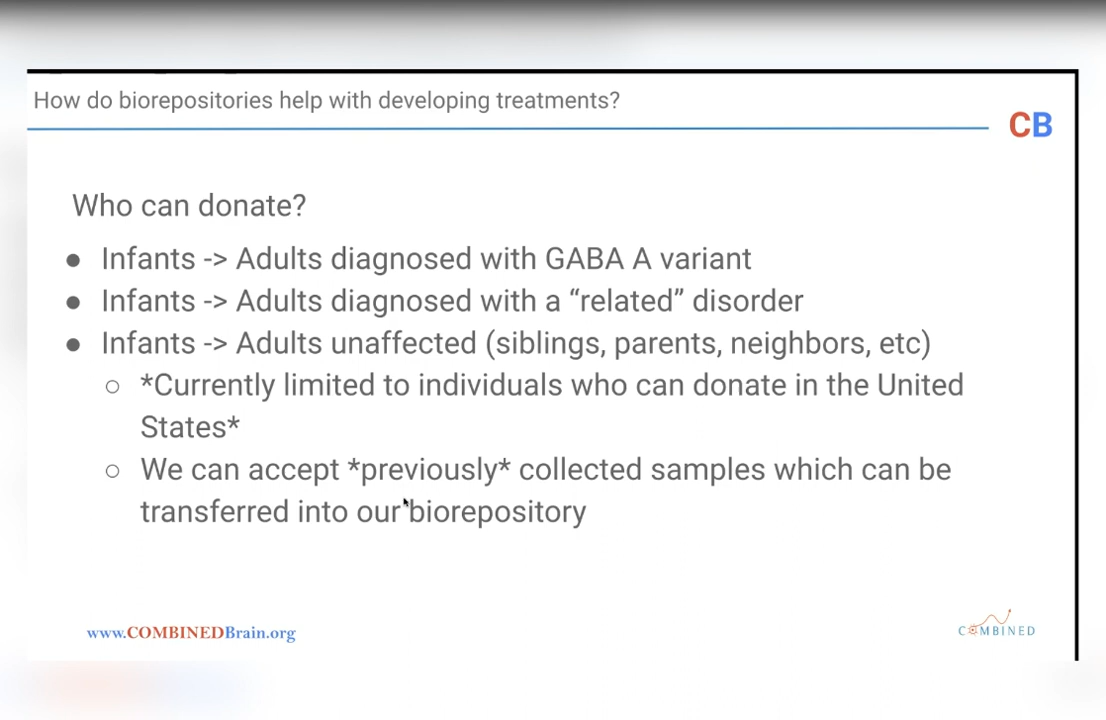 How do biorepositories help with developing treatments?
CB
Who can donate?
● Infants -> Adults diagnosed with GABA A variant
● Infants -> Adults diagnosed with a “related” disorder
● Infants -> Adults unaffected (siblings, parents, neighbors, etc)
○ *Currently limited to individuals who can donate in the United
States*
○ We can accept *previously* collected samples which can be
transferred into our biorepository
www.COMBINEDBrain.org
COMBINED